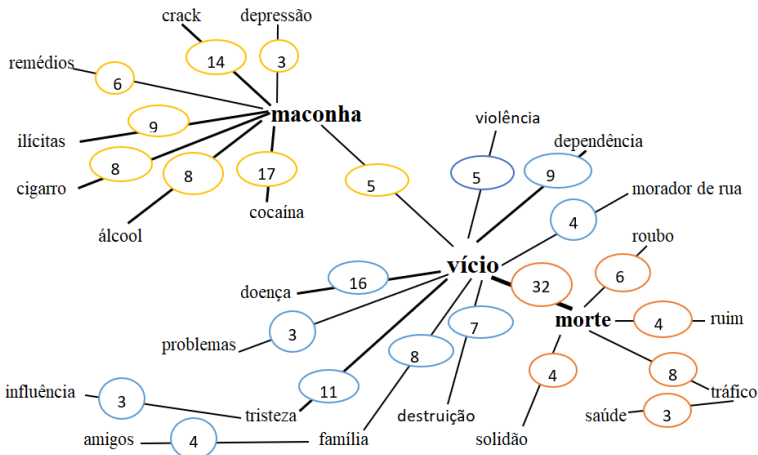 crack
depressão
14
3
remédios
6
maconha
9
violência
ilícitas
dependência
8
8
17
5
5
9
cigarro
morador de rua
4
cocaína
álcool
roubo
vício
16
32
6
doença
morte
4
ruim
3
7
problemas
8
4
8
influência
11
tráfico
3
tristeza
destruição
saúde
3
amigos
4
família
solidão